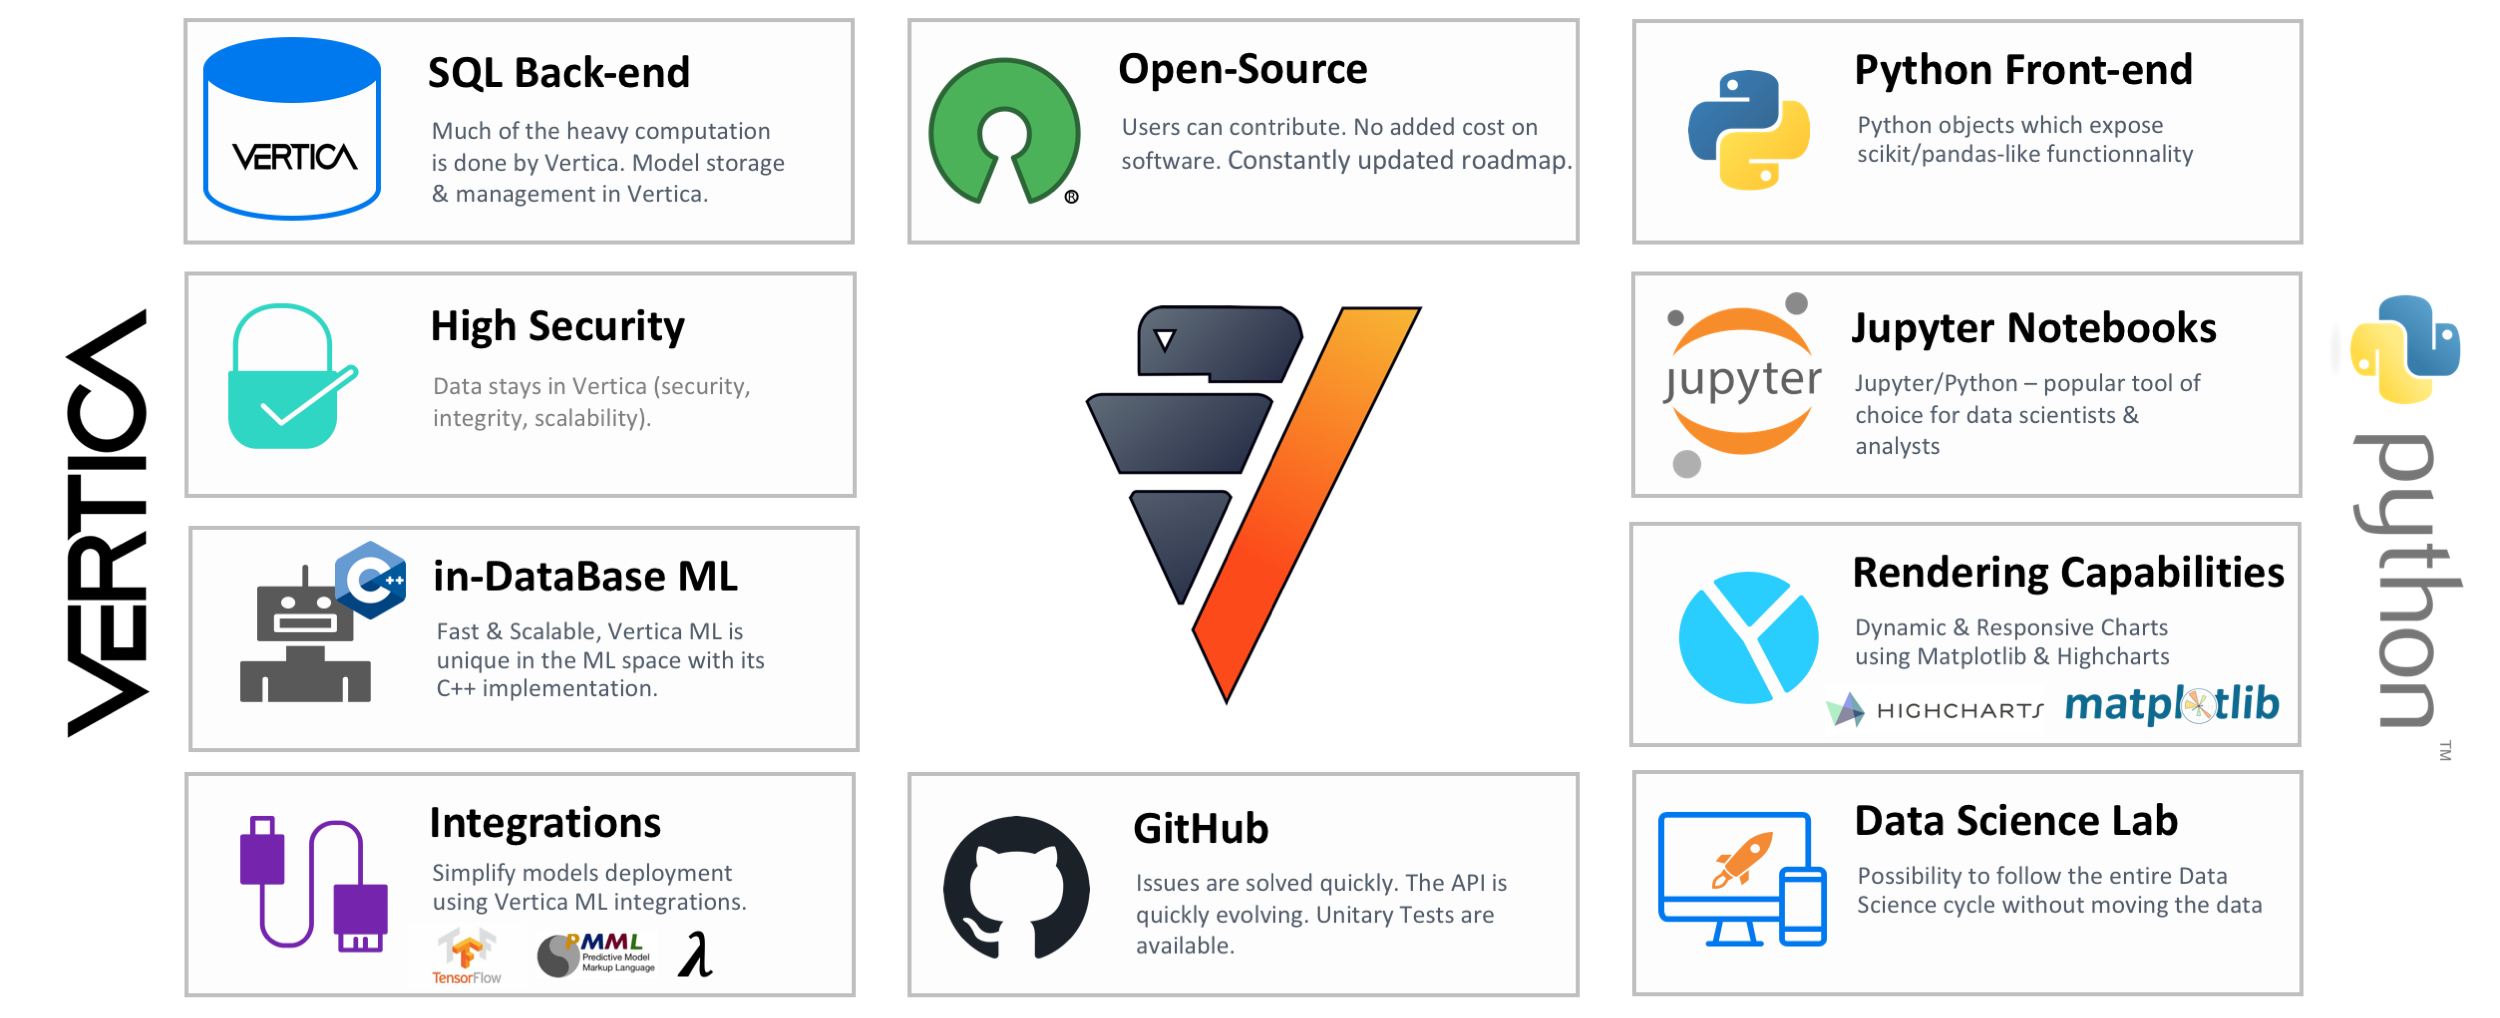 SQL Back-end
Much of the heavy computation
is done by Vertica. Model storage
& management in Vertica.
VERTICA
Open-Source
Users can contribute. No added cost on
software. Constantly updated roadmap.
®
Python Front-end
Python objects which expose
scikit/pandas-like functionnality
VERTICA
High Security
Data stays in Vertica (security,
integrity, scalability).
jupyter
Jupyter Notebooks
Jupyter/Python – popular tool of
choice for data scientists &
analysts
python
TM
C++
in-DataBase ML
Fast & Scalable, Vertica ML is
unique in the ML space with its
C++ implementation.
Rendering Capabilities
Dynamic & Responsive Charts
using Matplotlib & Highcharts
HIGHCHARTS
matplotlib
Integrations
Simplify models deployment
using Vertica ML integrations.
TensorFlow
PMML
Predictive Model
Markup Language
λ
GitHub
Issues are solved quickly. The API is
quickly evolving. Unitary Tests are
available.
Data Science Lab
Possibility to follow the entire Data
Science cycle without moving the data